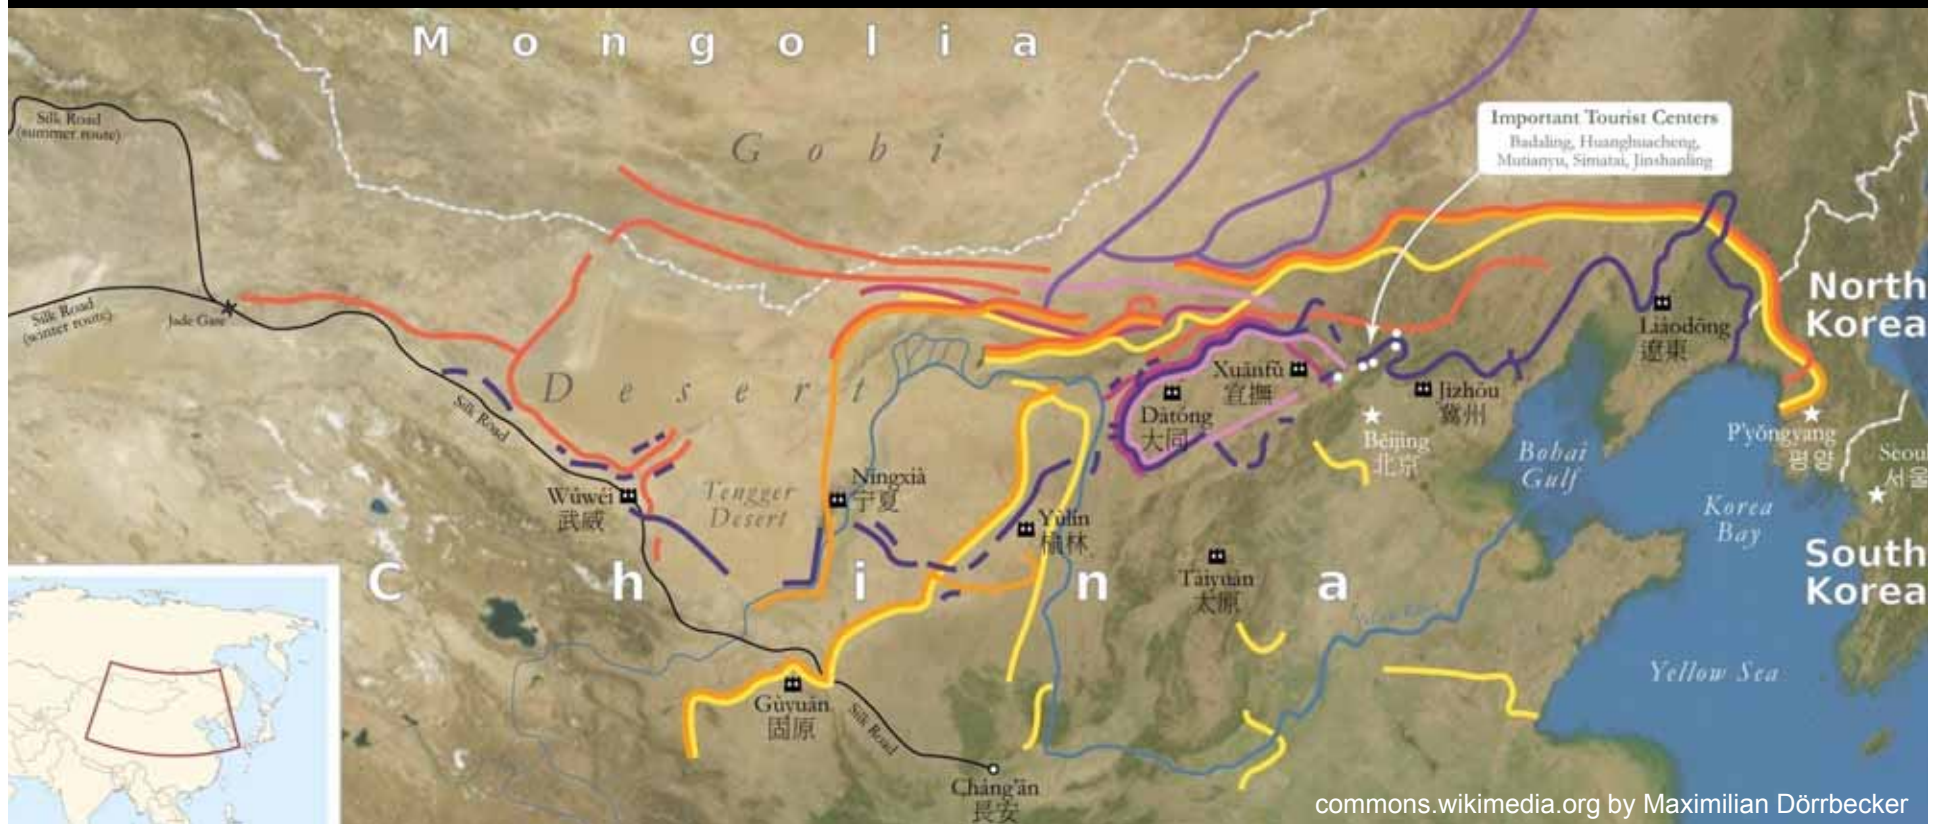 Mongolia
Gobi
Desert
Silk Road
(summer route)
Silk Road
(winter route)
Jade Gate
Silk Road
Important Tourist Centers
Badaling, Huanghuacheng,
Mutianyu, Simatai, Jinshanling
North
Korea
Liáodōng
遼東
Xuānfǔ
宣撫
Dàtóng
大同
Jìzhōu
冀州
Běijīng
北京
P'yŏngyang
평양
Seoul
서울
Bohai
Gulf
Korea
Bay
South
Korea
Wǔwēi
武威
Tengger
Desert
Níngxià
宁夏
Yúlín
榆林
China
Tàiyuán
太原
Yellow River
Yellow Sea
Gùyuán
固原
Silk Road
Cháng'ān
長安
commons.wikimedia.org by Maximilian Dörrbecker